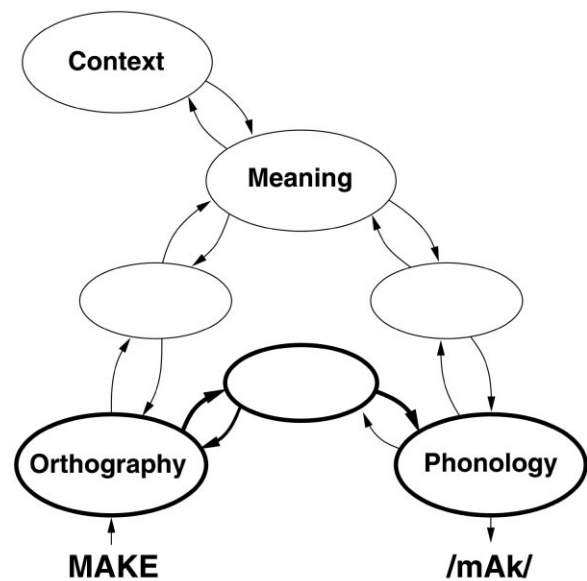 Context
Meaning
Orthography
Phonology
MAKE
/mAk/